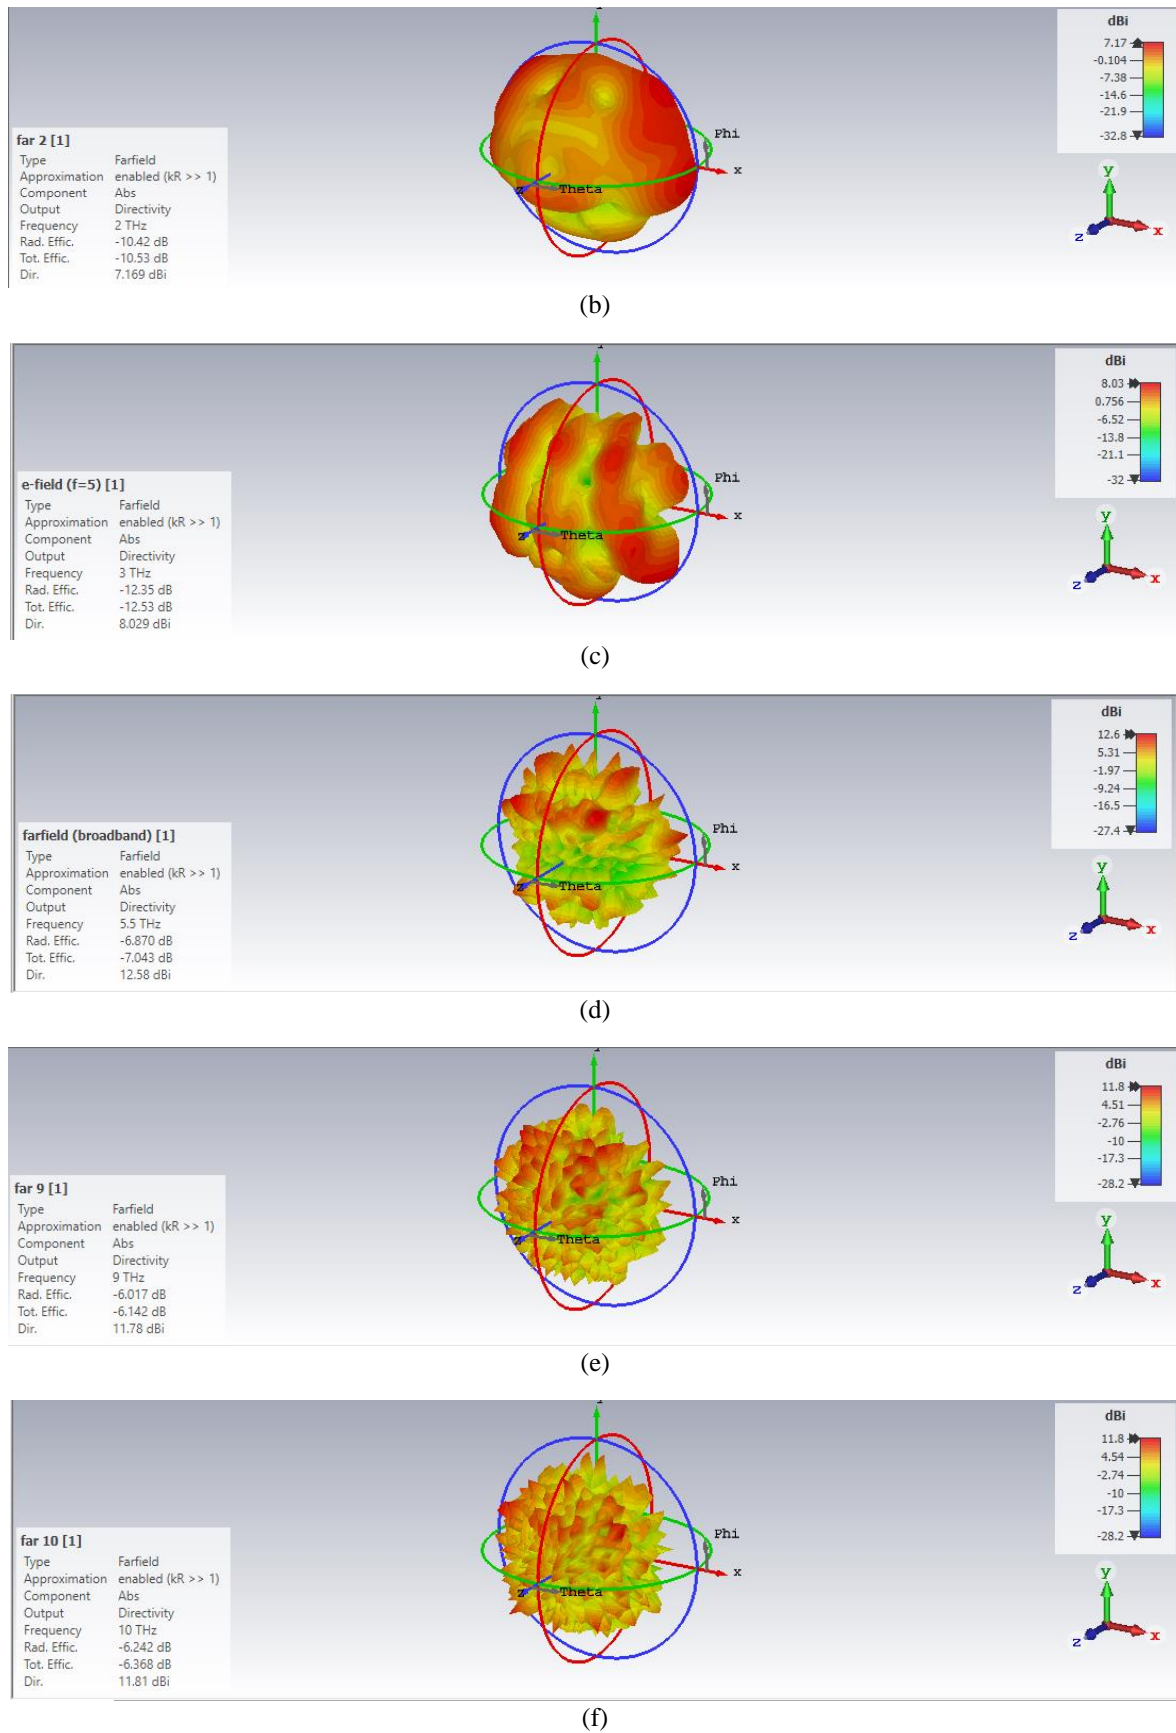 dBi
7.17
-0.104
-7.38
-14.6
-21.9
-32.8
Phi
x
z
Theta
far 2 [1]
Type Farfield
Approximation enabled (kR >> 1)
Component Abs
Output Directivity
Frequency 2 THz
Rad. Effic. -10.42 dB
Tot. Effic. -10.53 dB
Dir. 7.169 dBi
y
z
x
(b)
dBi
8.03
0.756
-6.52
-13.8
-21.1
-32
Phi
x
z
Theta
e-field (f=5) [1]
Type Farfield
Approximation enabled (kR >> 1)
Component Abs
Output Directivity
Frequency 3 THz
Rad. Effic. -12.35 dB
Tot. Effic. -12.53 dB
Dir. 8.029 dBi
y
z
x
(c)
dBi
12.6
5.31
-1.97
-9.24
-16.5
-27.4
Phi
x
z
Theta
farfield (broadband) [1]
Type Farfield
Approximation enabled (kR >> 1)
Component Abs
Output Directivity
Frequency 5.5 THz
Rad. Effic. -6.870 dB
Tot. Effic. -7.043 dB
Dir. 12.58 dBi
y
z
x
(d)
dBi
11.8
4.51
-2.76
-10
-17.3
-28.2
Phi
x
z
Theta
far 9 [1]
Type Farfield
Approximation enabled (kR >> 1)
Component Abs
Output Directivity
Frequency 9 THz
Rad. Effic. -6.017 dB
Tot. Effic. -6.142 dB
Dir. 11.78 dBi
y
z
x
(e)
dBi
11.8
4.54
-2.74
-10
-17.3
-28.2
Phi
x
z
Theta
far 10 [1]
Type Farfield
Approximation enabled (kR >> 1)
Component Abs
Output Directivity
Frequency 10 THz
Rad. Effic. -6.242 dB
Tot. Effic. -6.368 dB
Dir. 11.81 dBi
y
z
x
(f)